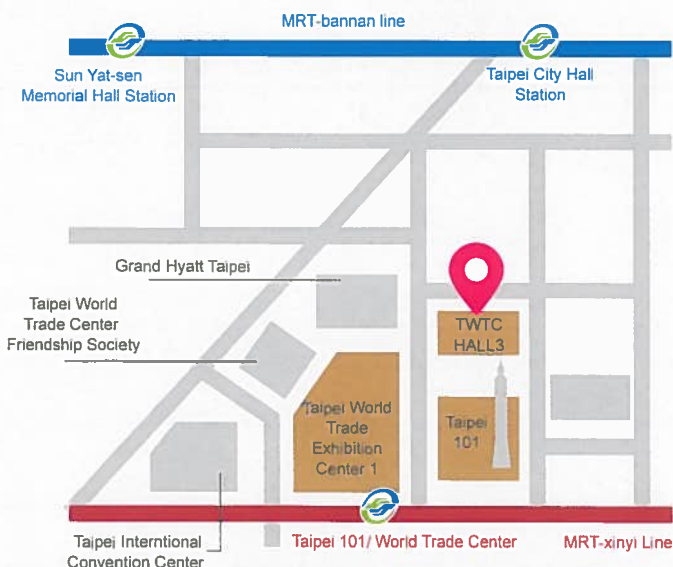 MRT-bannan line
Sun Yat-sen
Memorial Hall Station
Taipei City Hall
Station
Grand Hyatt Taipei
Taipei World
Trade Center
Friendship Society
TWTC
HALL3
Taipei World
Trade
Exhibition
Center 1
Taipei
101
Taipei Interntional
Convention Center
Taipei 101/ World Trade Center
MRT-xinyi Line